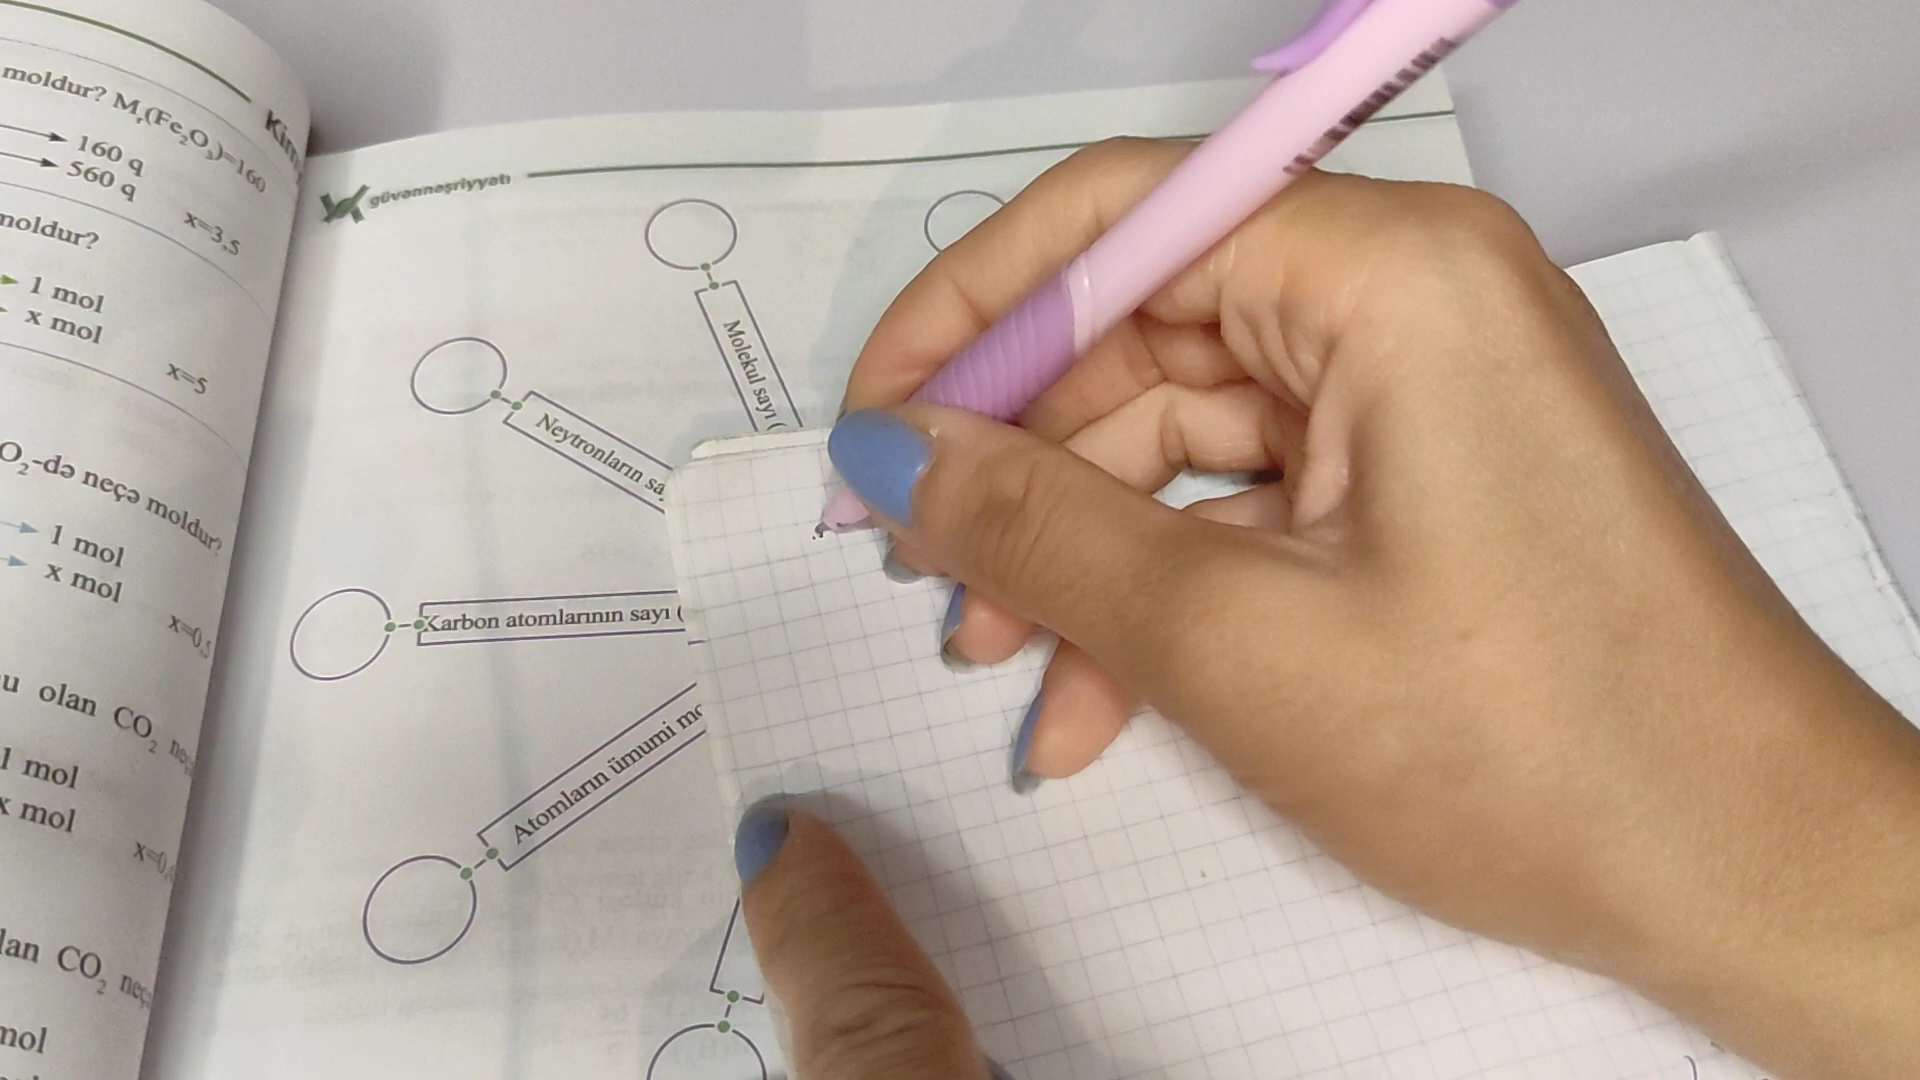 moldur? Mr(Fe2O3)=160
160 q
560 q
x=3,5
moldur?
1 mol
x mol
x=5
O2-də neçə moldur?
1 mol
x mol
x=0,5
olan CO2
1 mol
x mol
CO2
mol
güvənnəşriyyatı
Molekul sayı (
Neytronların
Karbon atomlarının sayı (
Atomların ümumi